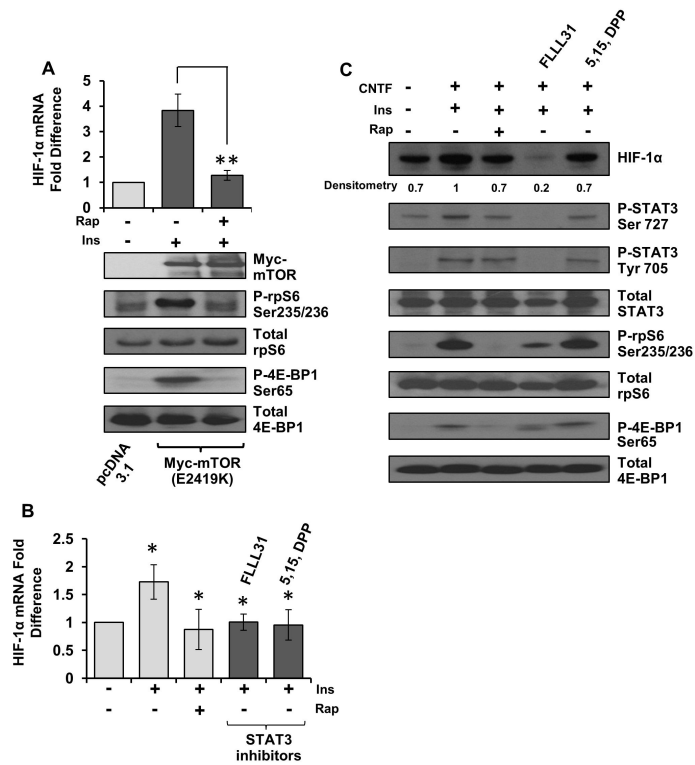 A
HIF-1α mRNA
Fold Difference
5
4
3
2
1
0
**
Rap - - +
Ins - + +
Myc-
mTOR
P-rpS6
Ser235/236
Total
rpS6
P-4E-BP1
Ser65
Total
4E-BP1
pcDNA
3.1
Myc-mTOR
(E2419K)
B
HIF-1α mRNA Fold
Difference
2.5
2
1.5
1
0.5
0
*
*
*
*
FLLL31
5,15, DPP
- + + + + Ins
- - + - - Rap
STAT3
inhibitors
C
FLLL31
5,15, DPP
CNTF - + + + +
Ins - + + + +
Rap - - + - -
HIF-1α
Densitometry 0.7 1 0.7 0.2 0.7
P-STAT3
Ser 727
P-STAT3
Tyr 705
Total
STAT3
P-rpS6
Ser235/236
Total
rpS6
P-4E-BP1
Ser65
Total
4E-BP1